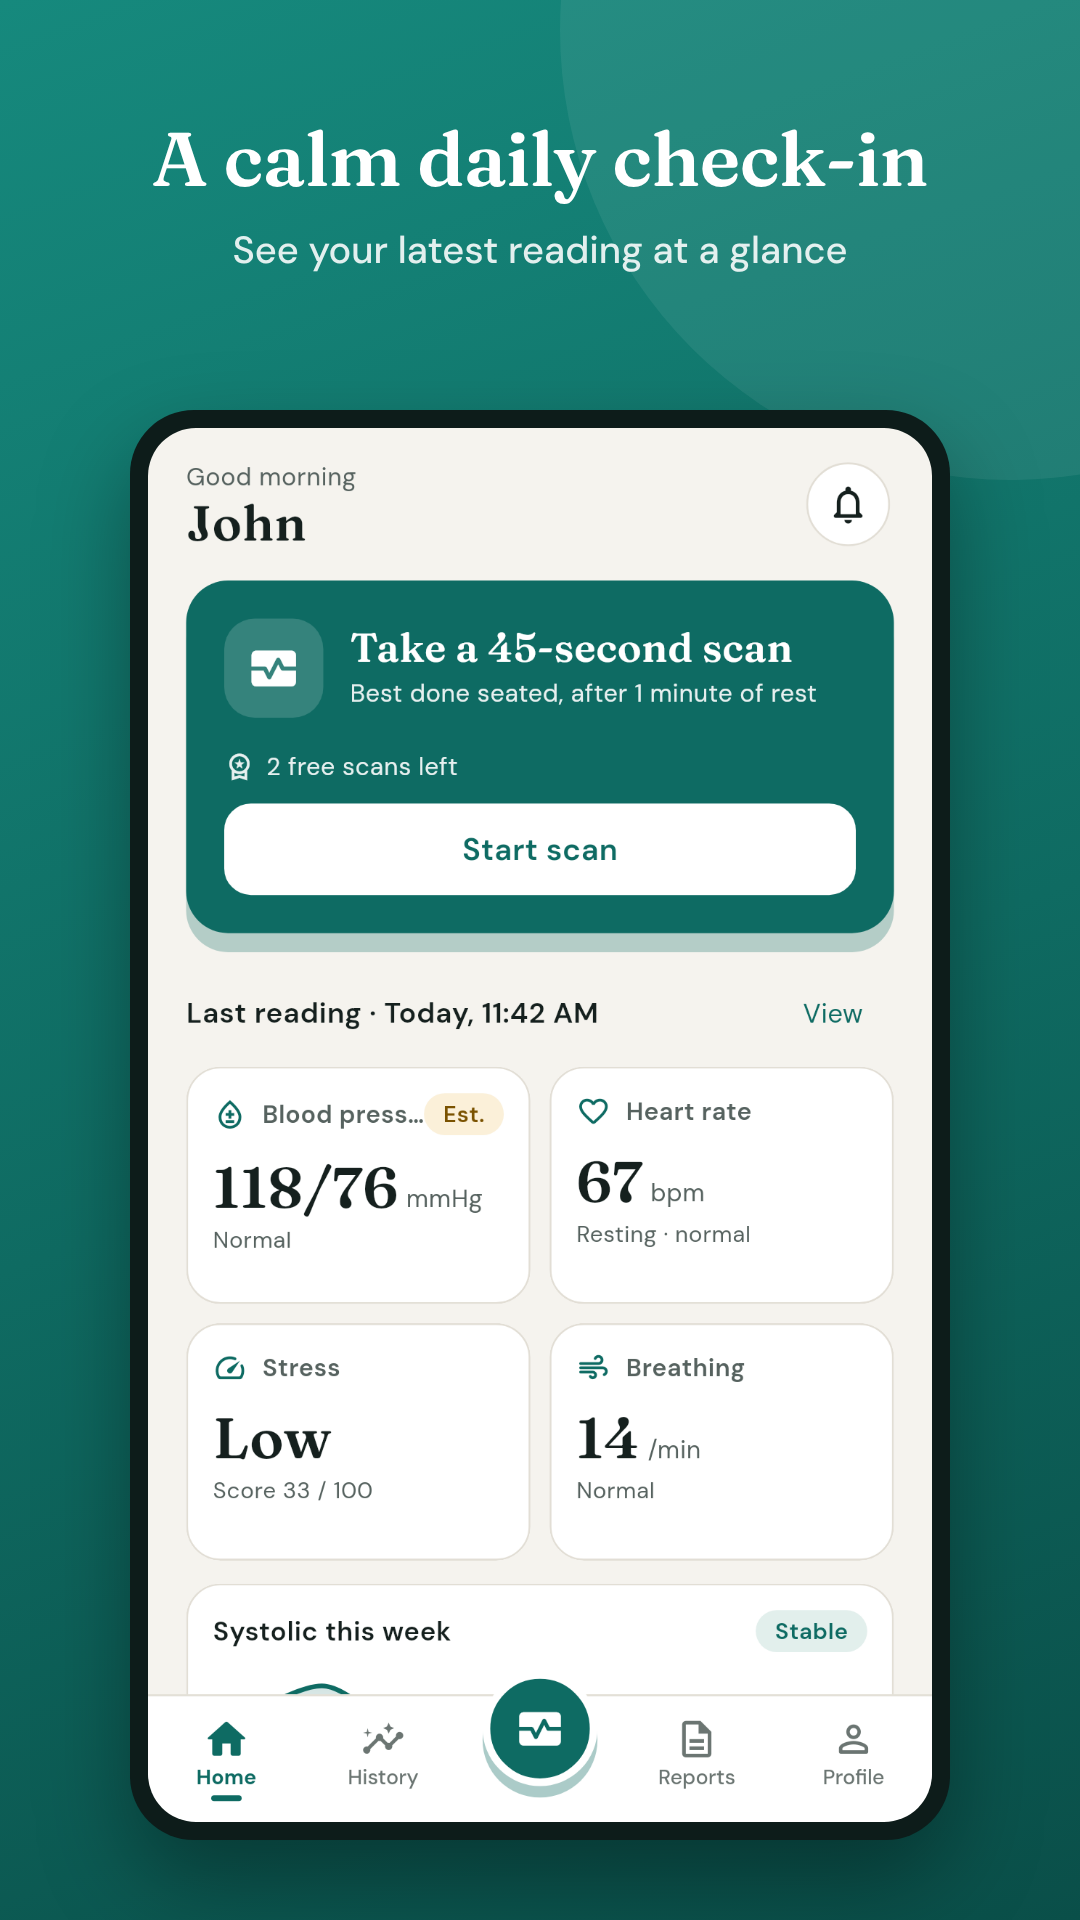 A calm daily check-in
See your latest reading at a glance
Good morning
John
Take a 45-second scan
Best done seated, after 1 minute of rest
2 free scans left
Start scan
Last reading · Today, 11:42 AM
View
Blood press...
Est.
118/76 mmHg
Normal
Heart rate
67 bpm
Resting · normal
Stress
Low
Score 33 / 100
Breathing
14 /min
Normal
Systolic this week
Stable
Home
History
Reports
Profile